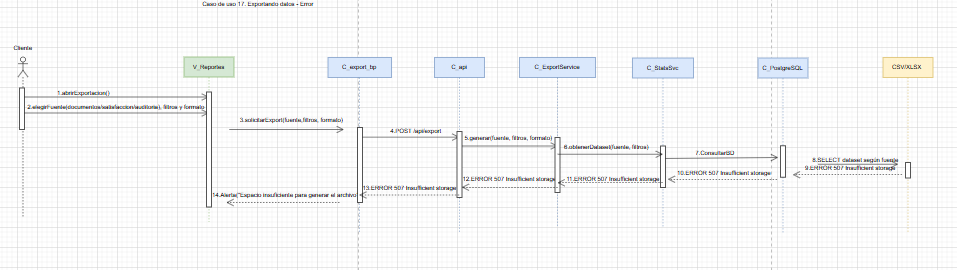 Caso de uso 17. Exportando datos - Error
Cliente
V_Reportes
C_export_bp
C_api
C_ExportService
C_StatsSvc
C_PostgreSQL
CSV/XLSX
1.abrirExportacion()
2.elegirFuente(documentos/satisfaccion/auditoria), filtros y formato
3.solicitarExport(fuente,filtros, formato)
4.POST /api/export
5.generar(fuente, filtros, formato)
6.obtenerDataset(fuente, filtros)
7.ConsultarBD
8.SELECT dataset según fuente
9.ERROR 507 Insufficient storage
10.ERROR 507 Insufficient storage
11.ERROR 507 Insufficient storage
12.ERROR 507 Insufficient storage
13.ERROR 507 Insufficient storage
14.Alerta("Espacio insuficiente para generar el archivo